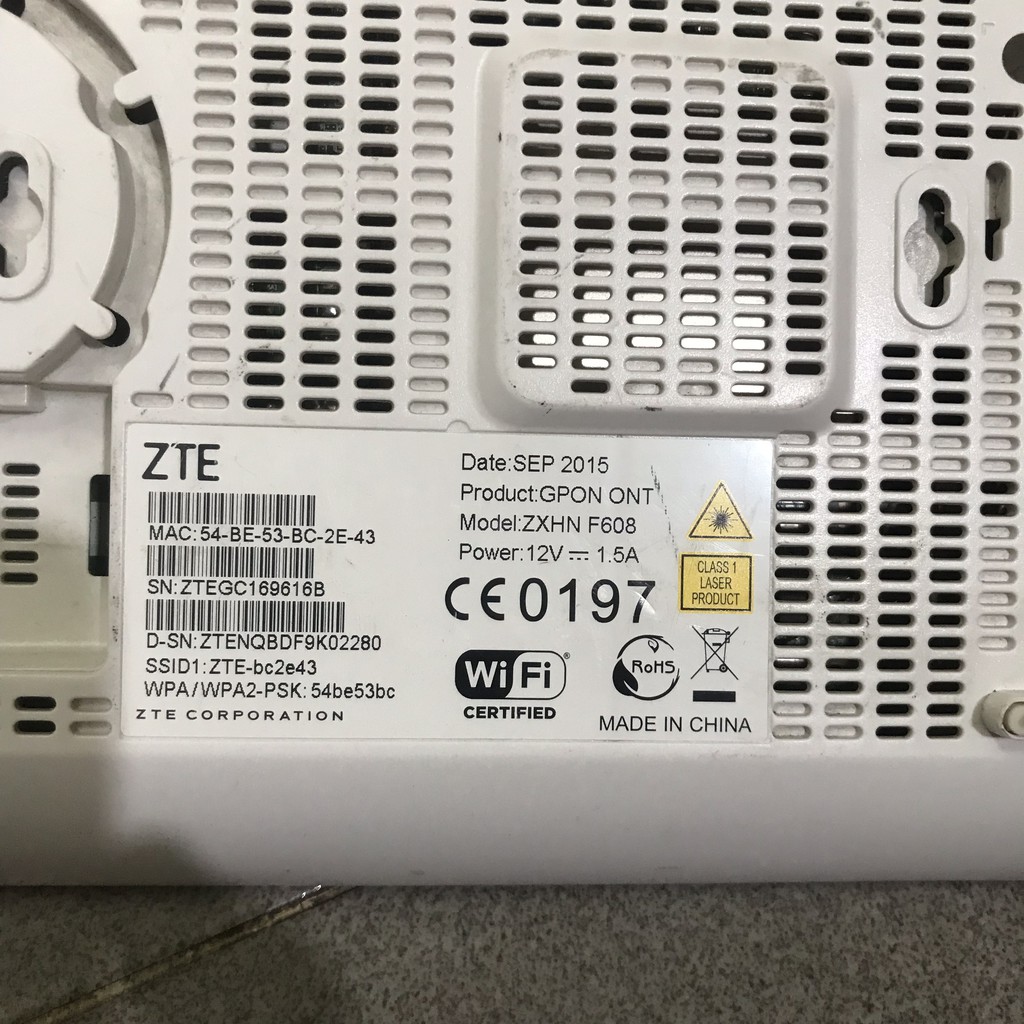 ZTE
MAC:54-BE-53-BC-2E-43
SN:ZTEGC169616B
D-SN:ZTENQBDF9K02280
SSID1:ZTE-bc2e43
WPA/WPA2-PSK:54be53bc
ZTE CORPORATION
Date:SEP 2015
Product:GPON ONT
Model:ZXHN F608
Power:12V 1.5A
CE0197
CLASS 1
LASER
PRODUCT
Wi Fi®
CERTIFIED
RoHS
MADE IN CHINA